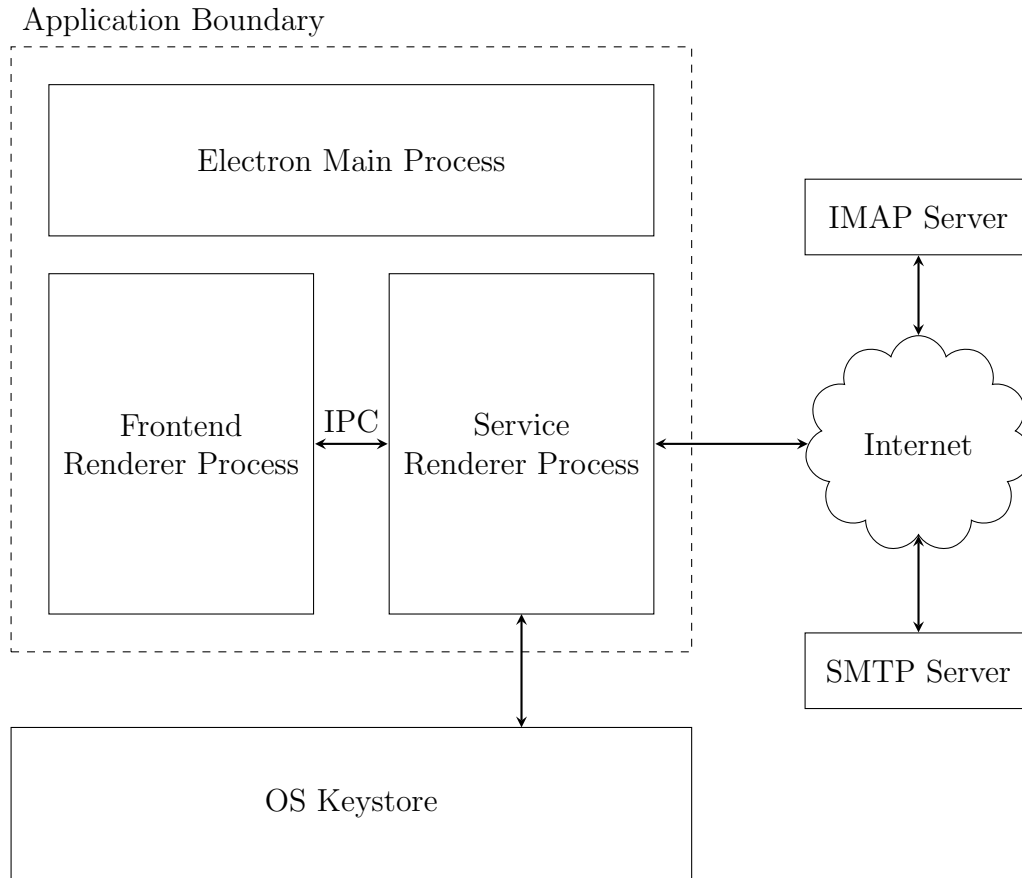 Application Boundary
Electron Main Process
IMAP Server
Frontend
Renderer Process
IPC
Service
Renderer Process
Internet
SMTP Server
OS Keystore